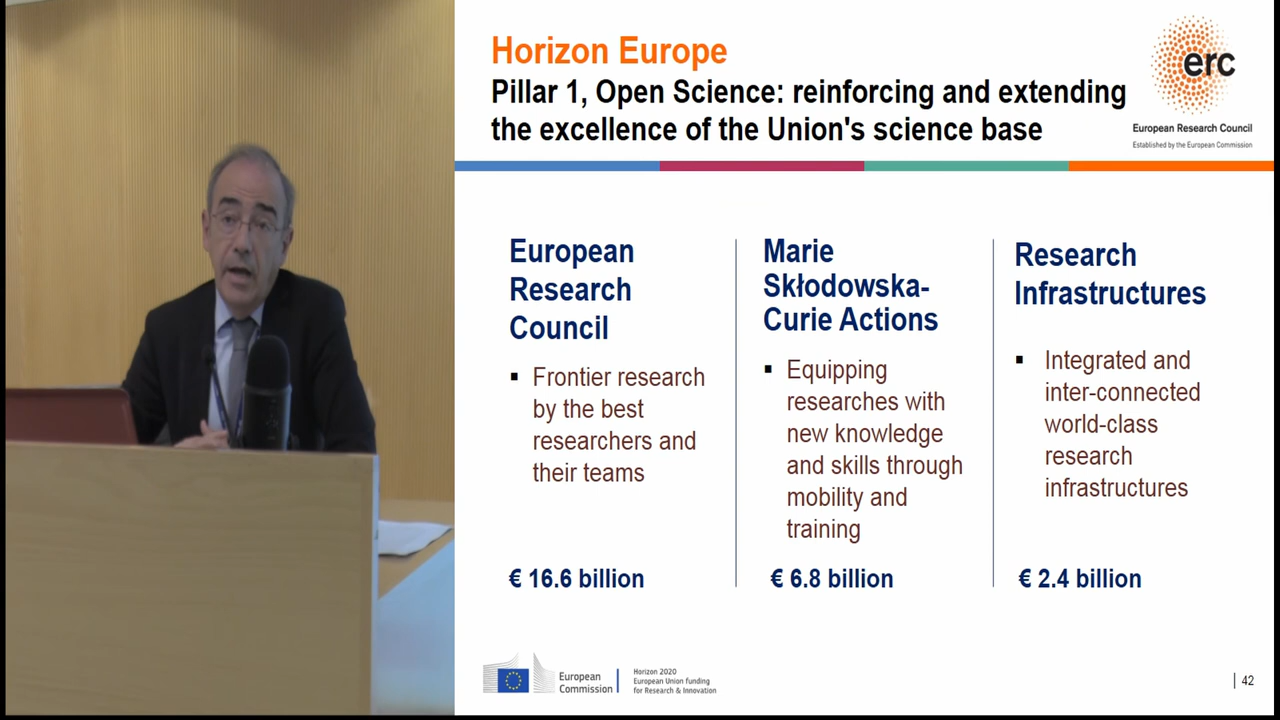 Horizon Europe
Pillar 1, Open Science: reinforcing and extending
the excellence of the Union's science base
erc
European Research Council
Established by the European Commission
European
Research
Council
▪ Frontier research
by the best
researchers and
their teams
€ 16.6 billion
Marie
Skłodowska-
Curie Actions
▪ Equipping
researches with
new knowledge
and skills through
mobility and
training
€ 6.8 billion
Research
Infrastructures
▪ Integrated and
inter-connected
world-class
research
infrastructures
€ 2.4 billion
European
Commission
Horizon 2020
European Union funding
for Research & Innovation
| 42